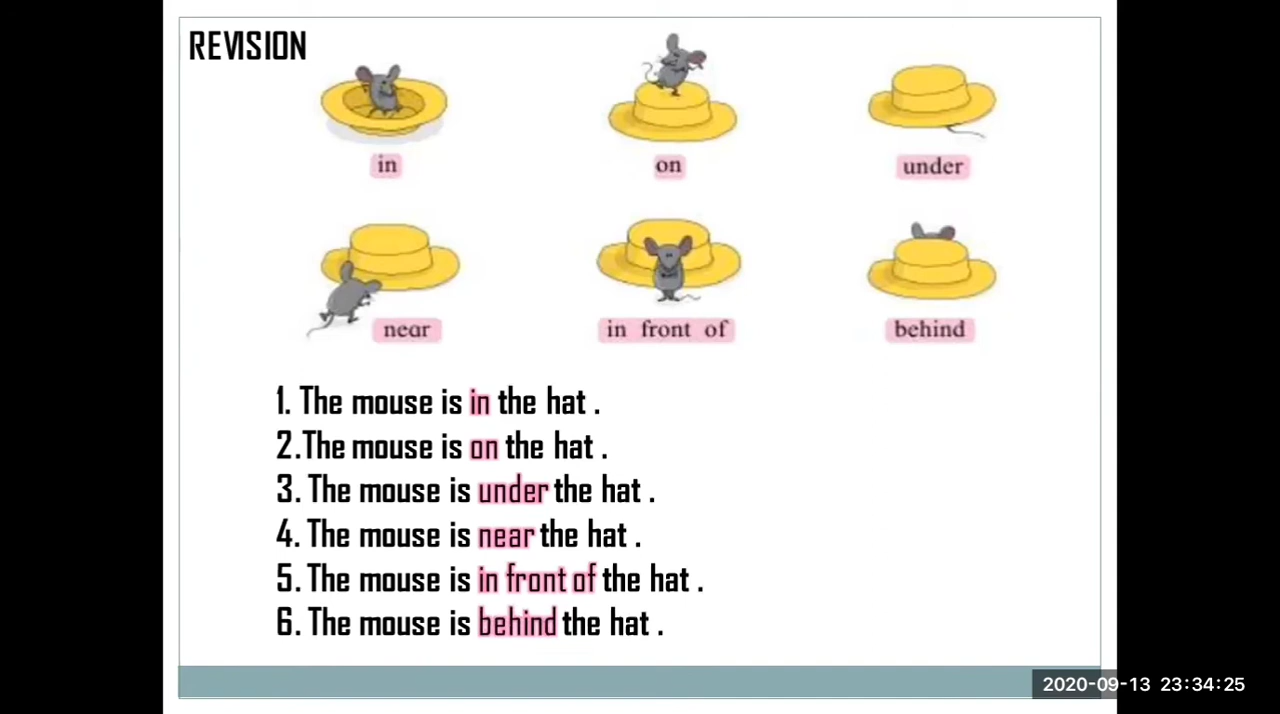 REVISION
in
on
under
near
in front of
behind
1. The mouse is in the hat .
2.The mouse is on the hat .
3. The mouse is under the hat .
4. The mouse is near the hat .
5. The mouse is in front of the hat .
6. The mouse is behind the hat .
2020-09-13 23:34:25